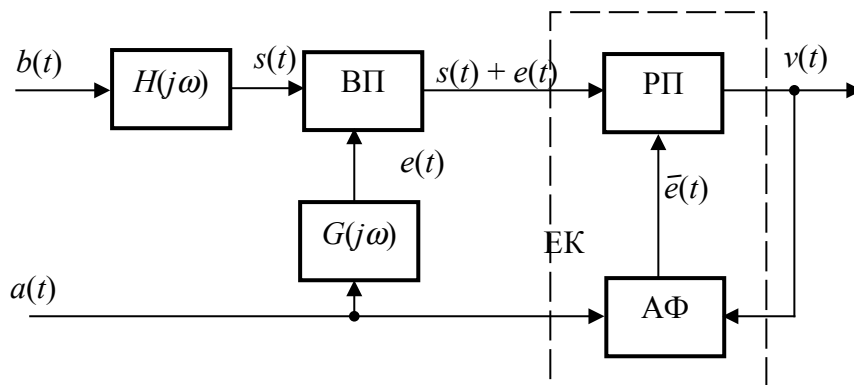 b(t)
H(jω)
s(t)
ВП
s(t) + e(t)
РП
v(t)
e(t)
ē(t)
G(jω)
ЕК
a(t)
АФ